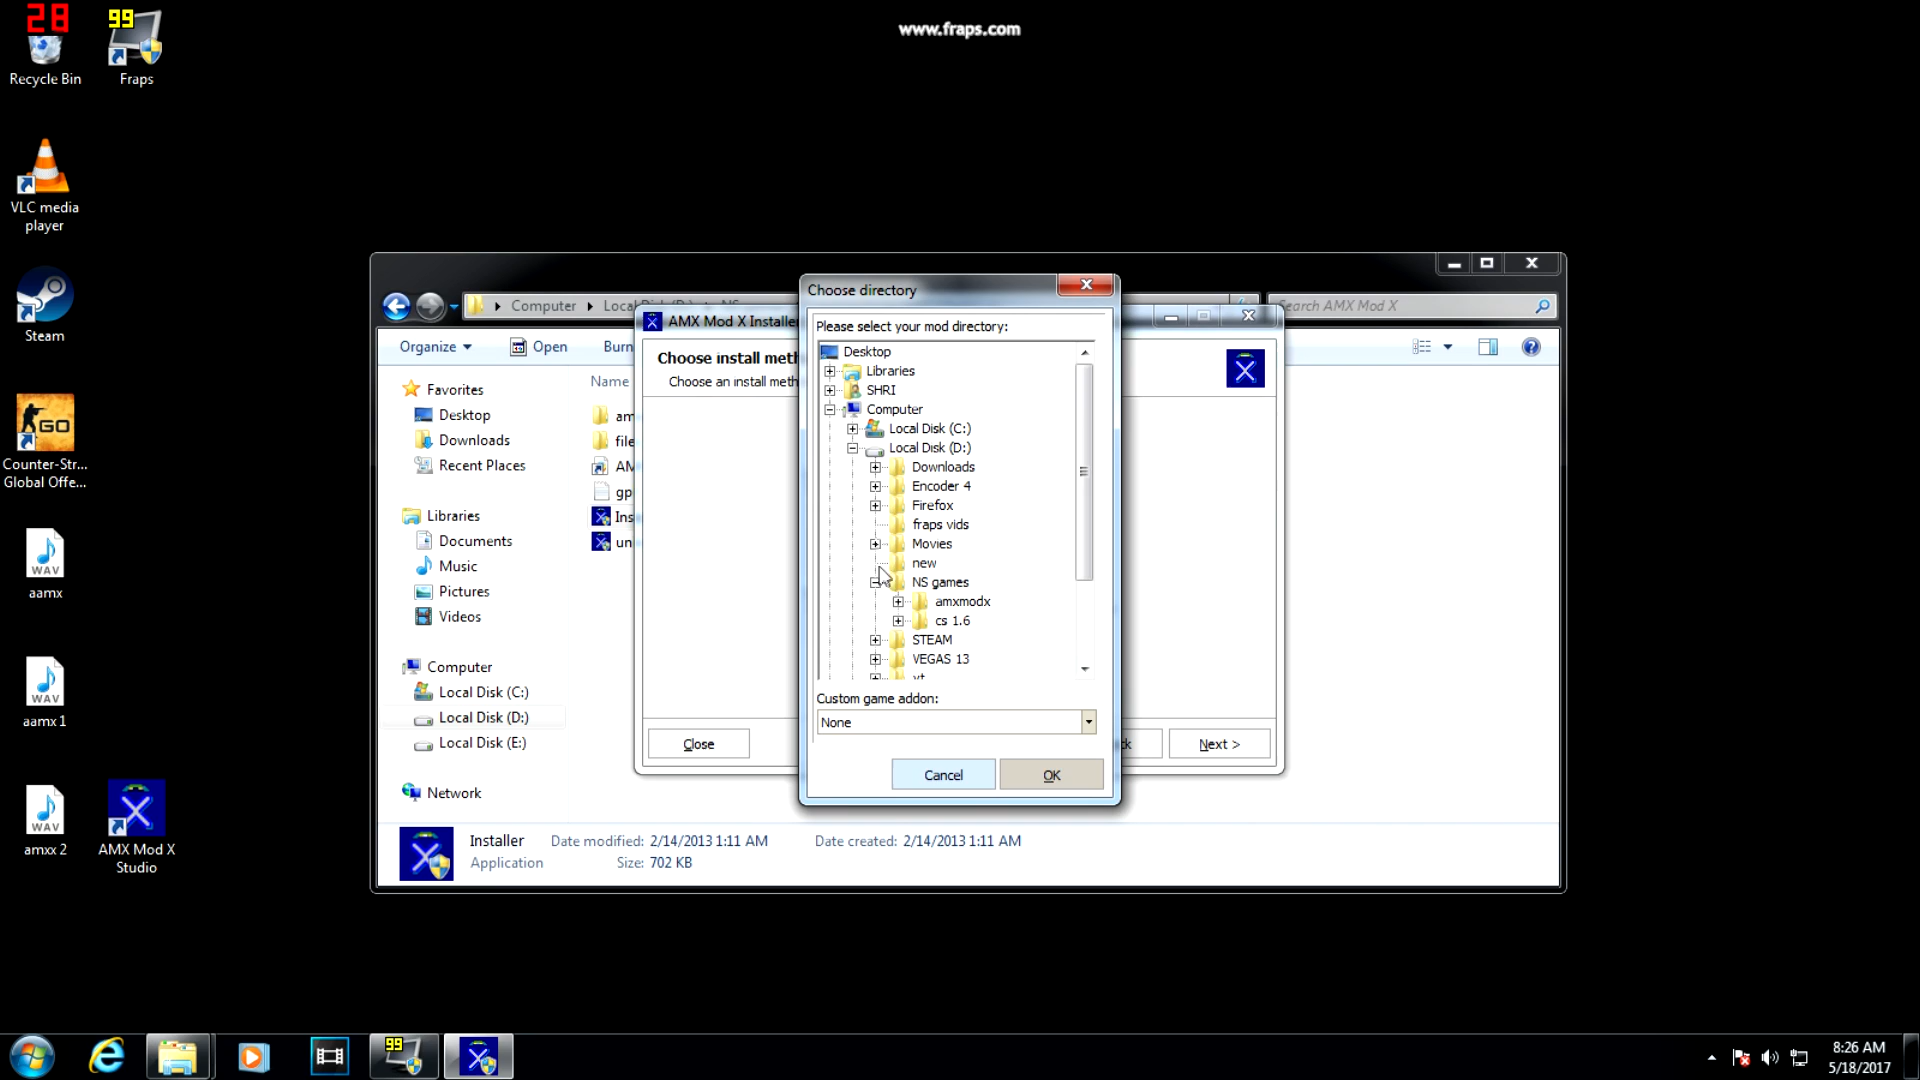 28
Recycle Bin
99
Fraps
www.fraps.com
VLC media
player
Steam
GO
Counter-Str...
Global Offe...
WAV
aamx
WAV
aamx 1
WAV
amxx 2
AMX Mod X
Studio
Computer
Search AMX Mod X
Organize
Open
Burn
Favorites
Desktop
Downloads
Recent Places
Libraries
Documents
Music
Pictures
Videos
Computer
Local Disk (C:)
Local Disk (D:)
Local Disk (E:)
Network
Name
am
file
AM
gp
Ins
un
AMX Mod X Installe
Choose install meth
Choose an install meth
Close
ck
Next >
Choose directory
Please select your mod directory:
Desktop
Libraries
SHRI
Computer
Local Disk (C:)
Local Disk (D:)
Downloads
Encoder 4
Firefox
fraps vids
Movies
new
NS games
amxmodx
cs 1.6
STEAM
VEGAS 13
Custom game addon:
None
Cancel
OK
Installer
Date modified: 2/14/2013 1:11 AM
Date created: 2/14/2013 1:11 AM
Application
Size: 702 KB
99
8:26 AM
5/18/2017